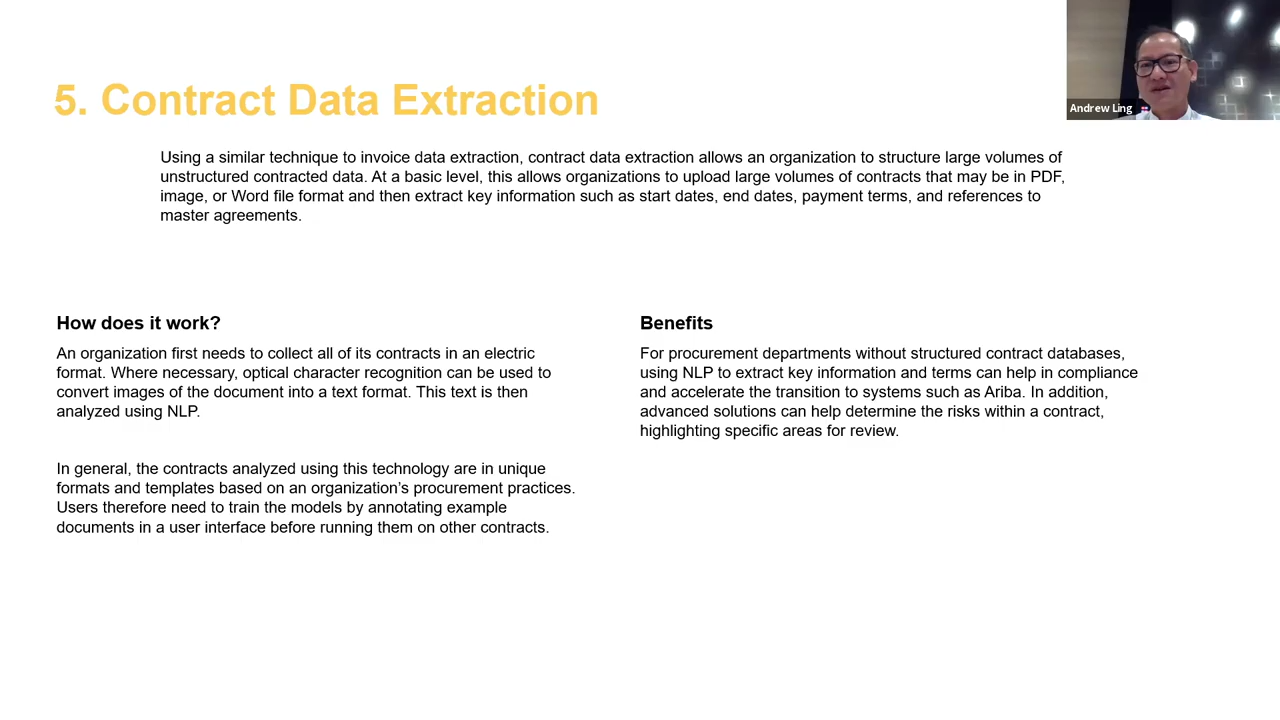 5. Contract Data Extraction
Andrew Ling
Using a similar technique to invoice data extraction, contract data extraction allows an organization to structure large volumes of
unstructured contracted data. At a basic level, this allows organizations to upload large volumes of contracts that may be in PDF,
image, or Word file format and then extract key information such as start dates, end dates, payment terms, and references to
master agreements.
How does it work?
An organization first needs to collect all of its contracts in an electric
format. Where necessary, optical character recognition can be used to
convert images of the document into a text format. This text is then
analyzed using NLP.
In general, the contracts analyzed using this technology are in unique
formats and templates based on an organization’s procurement practices.
Users therefore need to train the models by annotating example
documents in a user interface before running them on other contracts.
Benefits
For procurement departments without structured contract databases,
using NLP to extract key information and terms can help in compliance
and accelerate the transition to systems such as Ariba. In addition,
advanced solutions can help determine the risks within a contract,
highlighting specific areas for review.